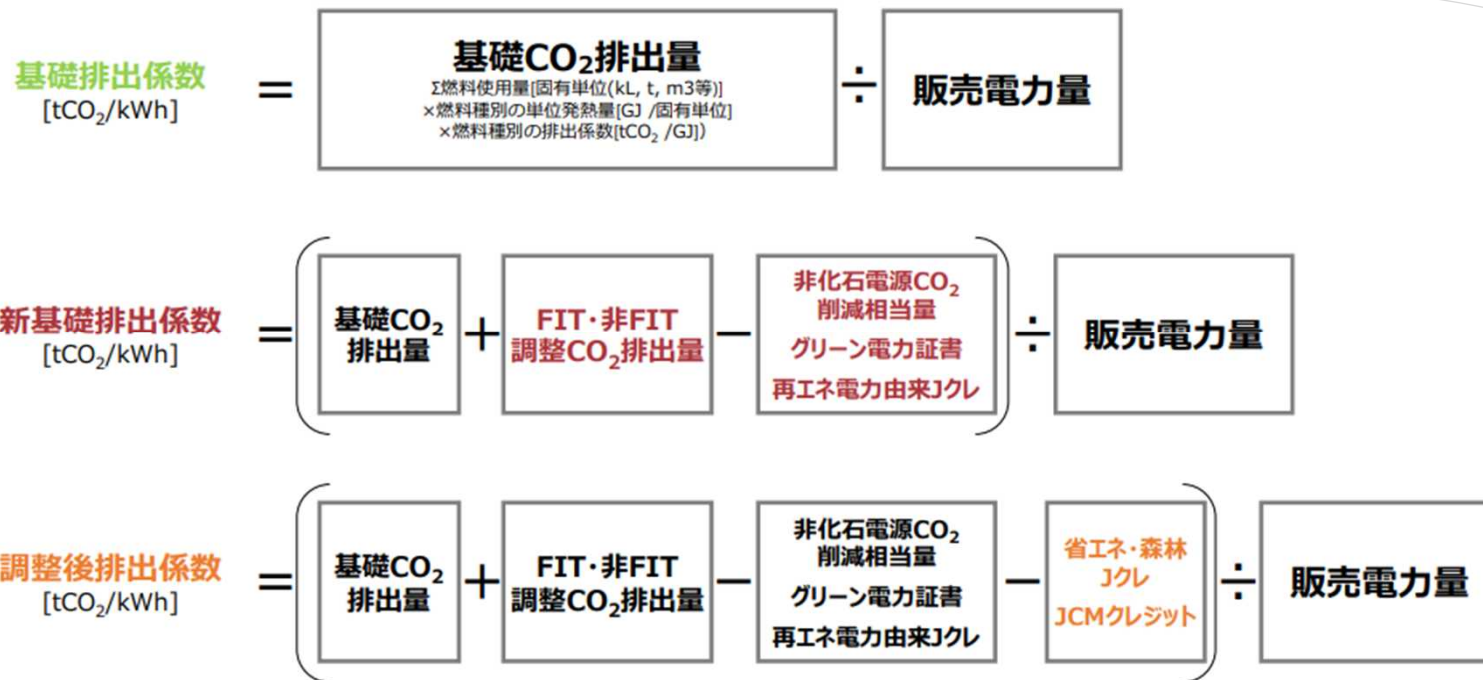 基礎排出係数
[tCO₂/kWh]
=
基礎CO₂排出量
Σ燃料使用量[固有単位(kL, t, m3等)]
×燃料種別の単位発熱量[GJ /固有単位]
×燃料種別の排出係数[tCO₂ /GJ])
÷
販売電力量
新基礎排出係数
[tCO₂/kWh]
=
(
基礎CO₂
排出量
+
FIT・非FIT
調整CO₂排出量
−
非化石電源CO₂
削減相当量
グリーン電力証書
再エネ電力由来Jクレ
)
÷
販売電力量
調整後排出係数
[tCO₂/kWh]
=
(
基礎CO₂
排出量
+
FIT・非FIT
調整CO₂排出量
−
非化石電源CO₂
削減相当量
グリーン電力証書
再エネ電力由来Jクレ
−
省エネ・森林
Jクレ
JCMクレジット
)
÷
販売電力量